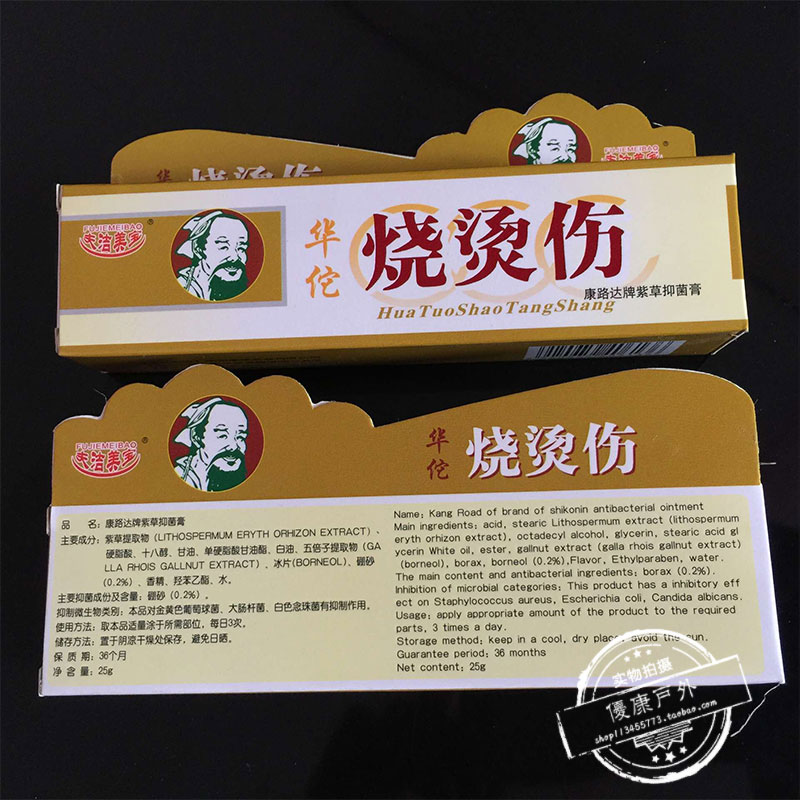 华佗
烧烫伤
FUJIEMEIBAO
®
夫洁美宝
FUJIEMEIBAO
®
华佗
烧烫伤
康路达牌紫草抑菌膏
HuaTuoShaoTangShang
FUJIEMEIBAO
®
华佗
烧烫伤
品 名：康路达牌紫草抑菌膏
主要成分：紫草提取物（LITHOSPERMUM ERYTH ORHIZON EXTRACT）、
硬脂酸、十八醇、甘油、单硬脂酸甘油酯、白油、五倍子提取物（GA
LLA RHOIS GALLNUT EXTRACT）、冰片(BORNEOL)、硼砂
（0.2%）、香精、羟苯乙酯、水。
主要抑菌成份及含量：硼砂（0.2%）。
抑制微生物类别：本品对金黄色葡萄球菌、大肠杆菌、白色念珠菌有抑制作用。
使用方法：取本品适量涂于所需部位，每日3次。
储存方法：置于阴凉干燥处保存，避免日晒。
保 质 期：36个月
净 含 量：25g
Name: Kang Road of brand of shikonin antibacterial ointment
Main ingredients: acid, stearic Lithospermum extract (lithospermum
eryth orhizon extract), octadecyl alcohol, glycerin, stearic acid gl
ycerin White oil, ester, gallnut extract (galla rhois gallnut extract)
(borneol), borax, borneol (0.2%),Flavor, Ethylparaben, water.
The main content and antibacterial ingredients: borax (0.2%).
Inhibition of microbial categories: This product has a inhibitory eff
ect on Staphylococcus aureus, Escherichia coli, Candida albicans.
Usage: apply appropriate amount of the product to the required
parts, 3 times a day.
Storage method: keep in a cool, dry place, avoid the sun.
Guarantee period: 36 months
Net content: 25g
实物拍摄
優康戶外
shop113455773.taobao.com